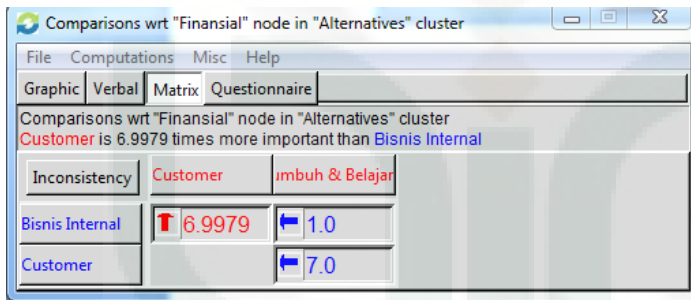 Comparisons wrt "Finansial" node in "Alternatives" cluster
File Computations Misc Help
Graphic Verbal Matrix Questionnaire
Comparisons wrt "Finansial" node in "Alternatives" cluster
Customer is 6.9979 times more important than Bisnis Internal
Inconsistency Customer ımbuh & Belajar
Bisnis Internal 6.9979 1.0
Customer 7.0